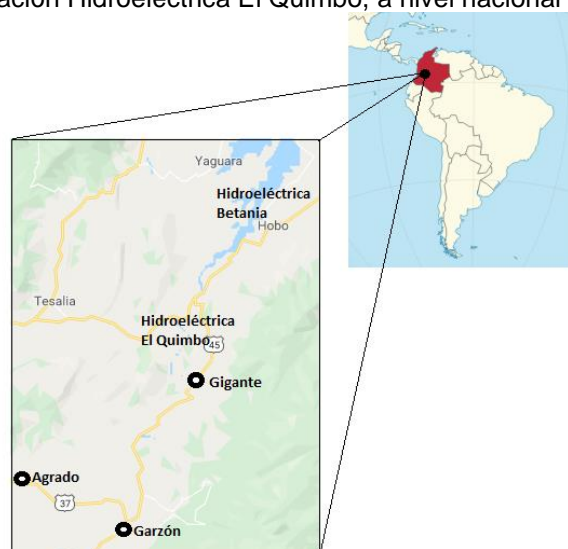 ación Hidroeléctrica El Quimbo, a nivel nacional
Yaguara
Hidroeléctrica
Betania
Hobo
Tesalia
Hidroeléctrica
El Quimbo
45
Gigante
Agrado
37
Garzón